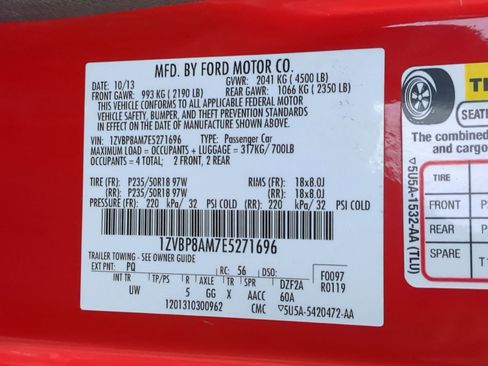 MFD. BY FORD MOTOR CO.
DATE: 10/13 GVWR: 2041 KG ( 4500 LB)
FRONT GAWR: 993 KG ( 2190 LB) REAR GAWR: 1066 KG ( 2350 LB)
THIS VEHICLE CONFORMS TO ALL APPLICABLE FEDERAL MOTOR
VEHICLE SAFETY, BUMPER, AND THEFT PREVENTION STANDARDS
IN EFFECT ON THE DATE OF MANUFACTURE SHOWN ABOVE.
VIN: 1ZVBP8AM7E5271696 TYPE: Passenger Car
MAXIMUM LOAD = OCCUPANTS + LUGGAGE = 317KG/ 700LB
OCCUPANTS = 4 TOTAL; 2 FRONT, 2 REAR
TIRE (FR): P235/50R18 97W RIMS (FR): 18x8.0J
(RR): P235/50R18 97W (RR): 18x8.0J
PRESSURE (FR): 220 kPa/ 32 PSI COLD (RR): 220 kPa/ 32 PSI COLD
1ZVBP8AM7E5271696
TRAILER TOWING - SEE OWNER GUIDE
EXT PNT: PQ RC: 56 DSO: F0097
INT TR TP/PS R AXLE TR SPR DZF2A R0119
UW 5 GG X AACC 60A
1201310300962 CMC ▽5U5A-5420472-AA
▽5U5A-1532-AA (TLU)
SEATI
The combined
and cargo
TIRE
FRONT P
REAR P
SPARE T